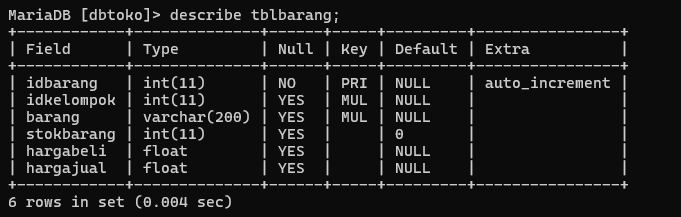 MariaDB [dbtoko]> describe tblbarang;
+------------+--------------+------+-----+---------+----------------+
| Field      | Type         | Null | Key | Default | Extra          |
+------------+--------------+------+-----+---------+----------------+
| idbarang   | int(11)      | NO   | PRI | NULL    | auto_increment |
| idkelompok | int(11)      | YES  | MUL | NULL    |                |
| barang     | varchar(200) | YES  | MUL | NULL    |                |
| stokbarang | int(11)      | YES  |     | 0       |                |
| hargabeli  | float        | YES  |     | NULL    |                |
| hargajual  | float        | YES  |     | NULL    |                |
+------------+--------------+------+-----+---------+----------------+
6 rows in set (0.004 sec)